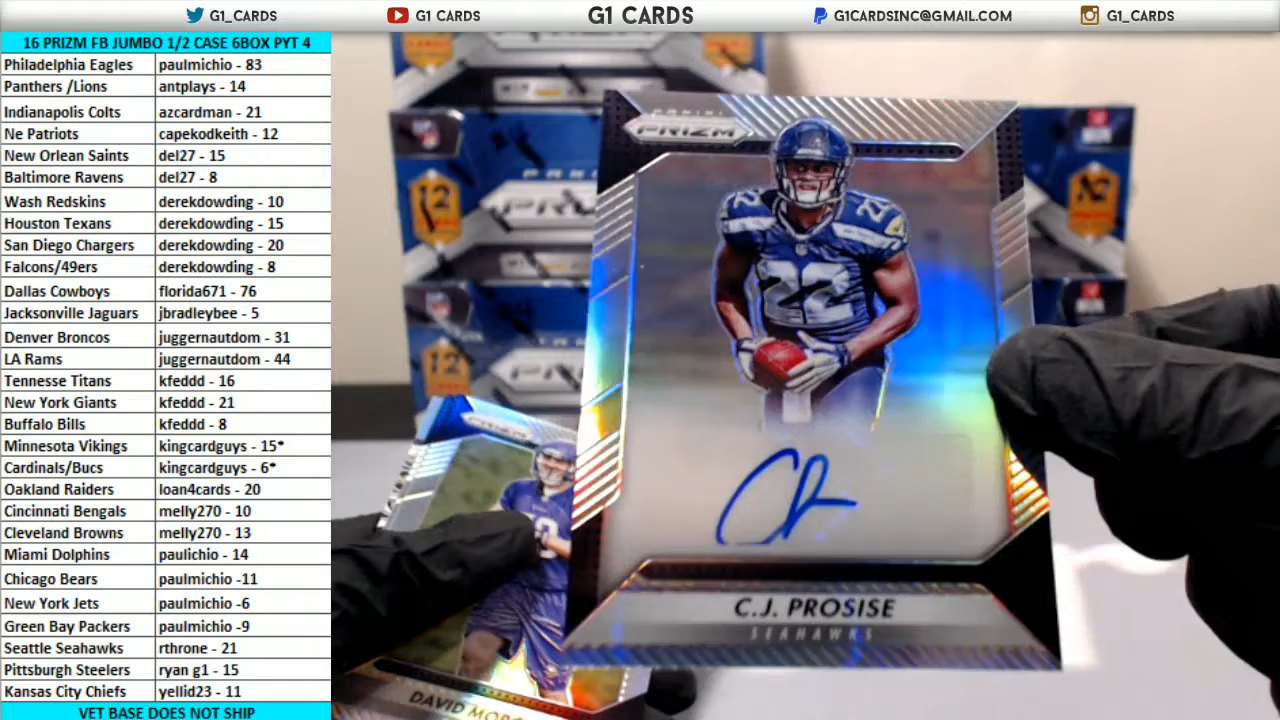 G1_CARDS G1 CARDS G1 CARDS G1CARDSINC@GMAIL.COM G1_CARDS
16 PRIZM FB JUMBO 1/2 CASE 6BOX PYT 4
Philadelphia Eagles paulmichio - 83
Panthers /Lions antplays - 14
Indianapolis Colts azcardman - 21
Ne Patriots capekodkeith - 12
New Orlean Saints del27 - 15
Baltimore Ravens del27 - 8
Wash Redskins derekdowding - 10
Houston Texans derekdowding - 15
San Diego Chargers derekdowding - 20
Falcons/49ers derekdowding - 8
Dallas Cowboys florida671 - 76
Jacksonville Jaguars jbradleybee - 5
Denver Broncos juggernautdom - 31
LA Rams juggernautdom - 44
Tennesse Titans kfeddd - 16
New York Giants kfeddd - 21
Buffalo Bills kfeddd - 8
Minnesota Vikings kingcardguys - 15*
Cardinals/Bucs kingcardguys - 6*
Oakland Raiders loan4cards - 20
Cincinnati Bengals melly270 - 10
Cleveland Browns melly270 - 13
Miami Dolphins paulichio - 14
Chicago Bears paulmichio -11
New York Jets paulmichio -6
Green Bay Packers paulmichio -9
Seattle Seahawks rthrone - 21
Pittsburgh Steelers ryan g1 - 15
Kansas City Chiefs yellid23 - 11
VET BASE DOES NOT SHIP
PANINI
PRIZM
22
22
22
C.J. PROSISE
SEAHAWKS
12
12
PRIZM
DAVID